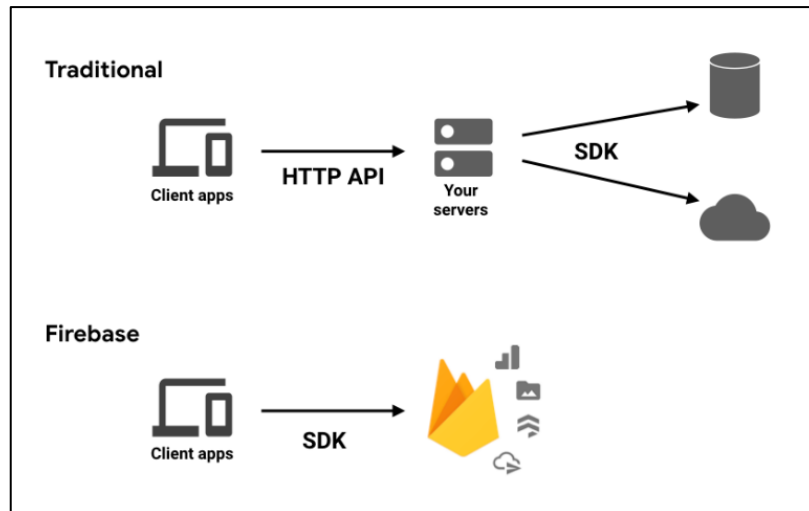 Traditional
Client apps
HTTP API
Your
servers
SDK
Firebase
Client apps
SDK